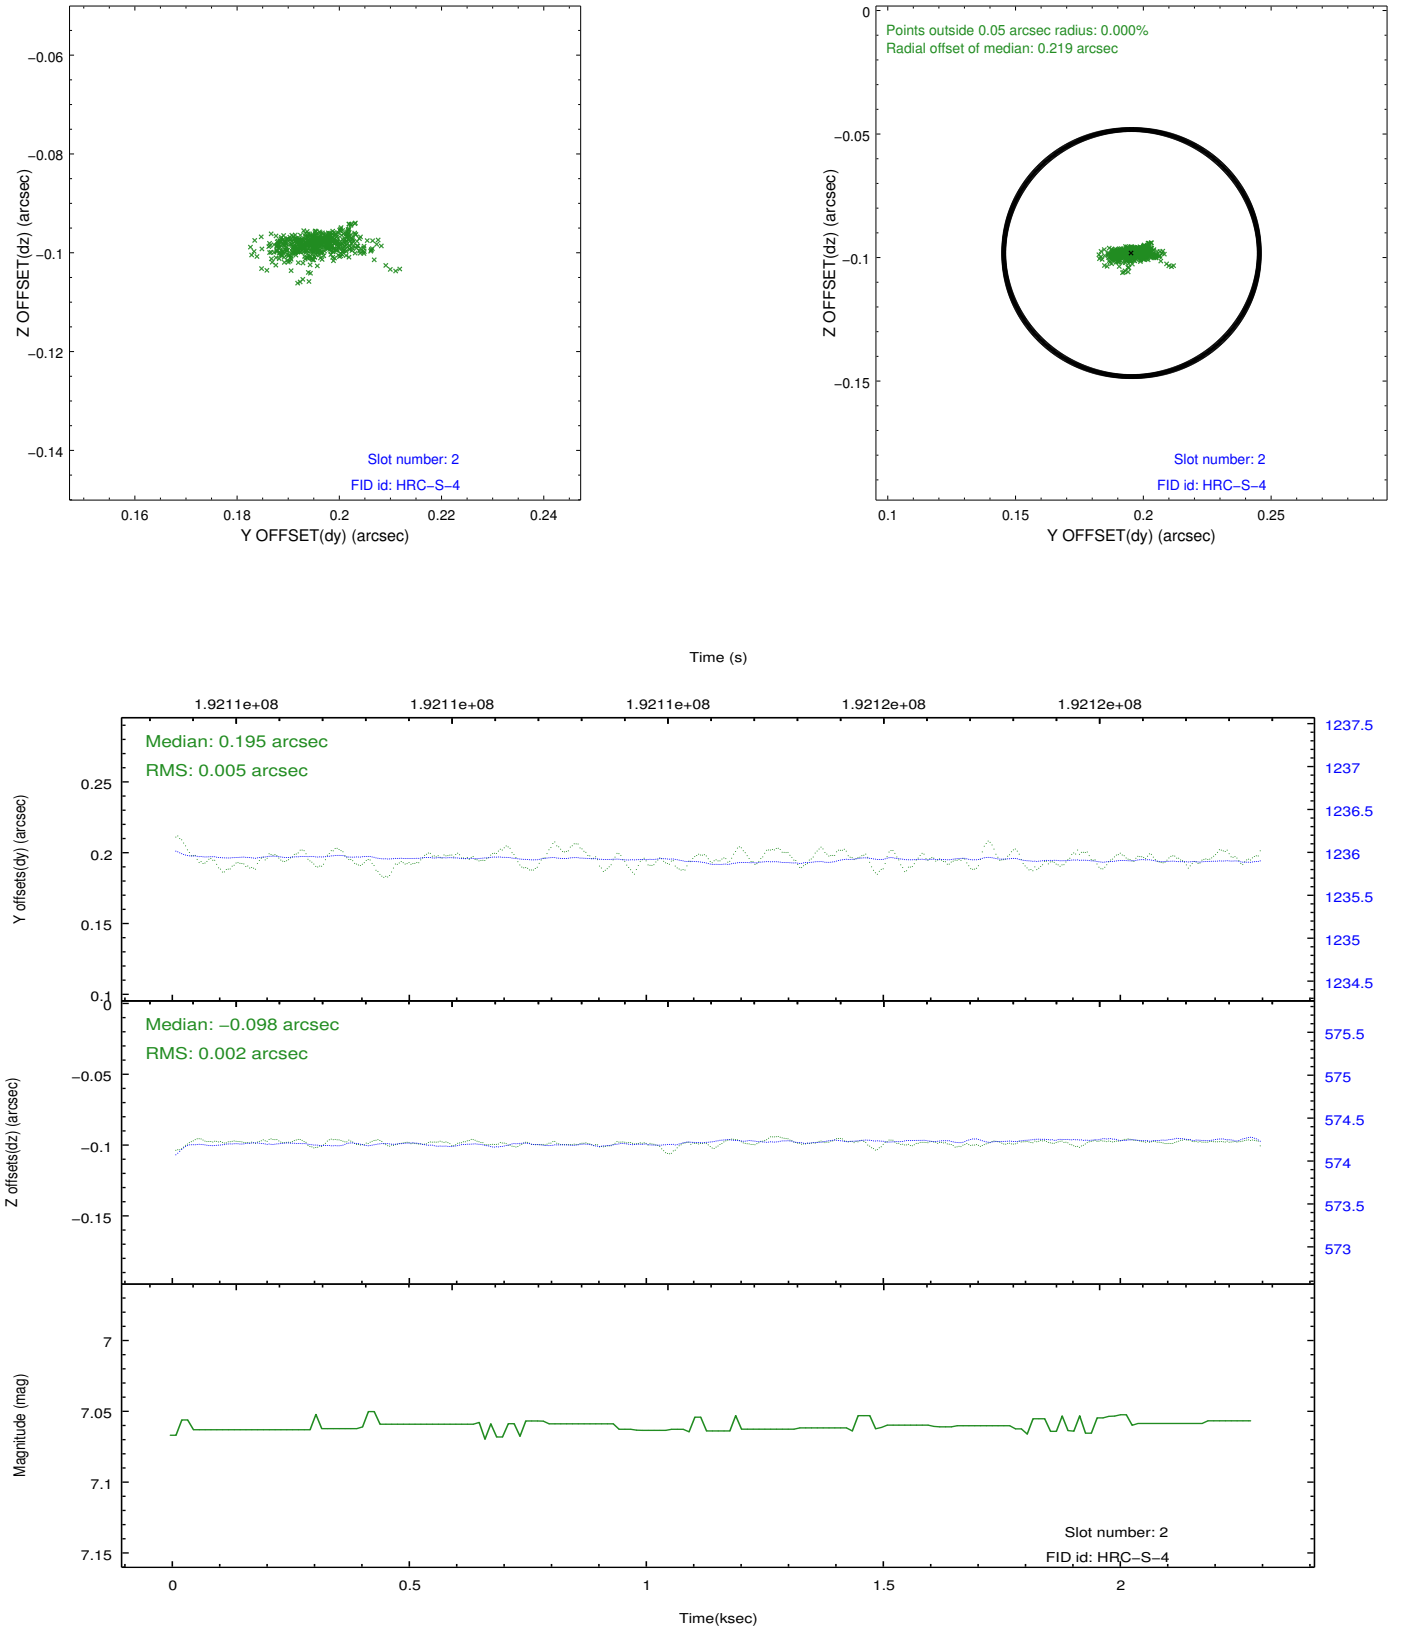 −0.06
−0.08
−0.1
−0.12
−0.14
Z OFFSET(dz) (arcsec)
Slot number: 2
FID id: HRC−S−4
0.16
0.18
0.2
0.22
0.24
Y OFFSET(dy) (arcsec)
0
−0.05
−0.1
−0.15
Z OFFSET(dz) (arcsec)
Points outside 0.05 arcsec radius: 0.000%
Radial offset of median: 0.219 arcsec
Slot number: 2
FID id: HRC−S−4
0.1
0.15
0.2
0.25
Y OFFSET(dy) (arcsec)
Time (s)
1.9211e+08
1.9211e+08
1.9211e+08
1.9212e+08
1.9212e+08
Median: 0.195 arcsec
RMS: 0.005 arcsec
Y offsets(dy) (arcsec)
0.25
0.2
0.15
0.1
1237.5
1237
1236.5
1236
1235.5
1235
1234.5
Median: −0.098 arcsec
RMS: 0.002 arcsec
Z offsets(dz) (arcsec)
0
−0.05
−0.1
−0.15
575.5
575
574.5
574
573.5
573
Magnitude (mag)
7
7.05
7.1
7.15
Slot number: 2
FID id: HRC−S−4
0
0.5
1
1.5
2
Time(ksec)